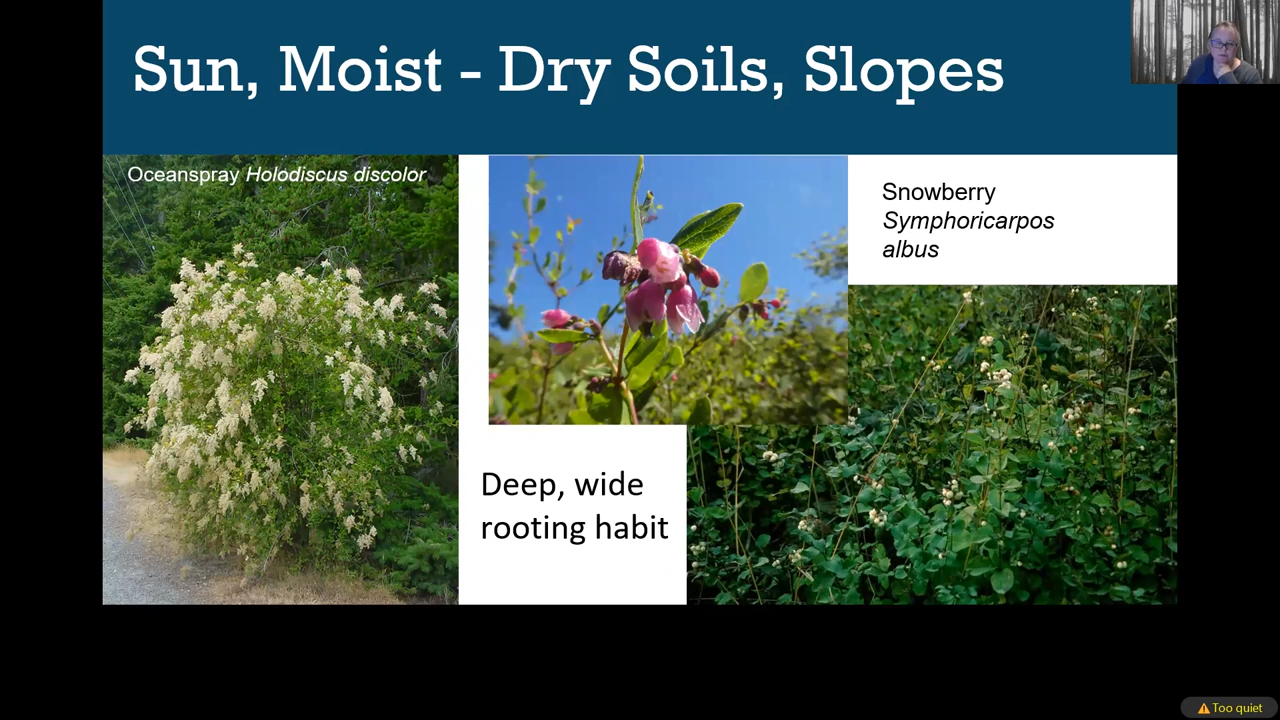 Sun, Moist - Dry Soils, Slopes
Oceanspray Holodiscus discolor
Snowberry
Symphoricarpos
albus
Deep, wide
rooting habit
Too quiet